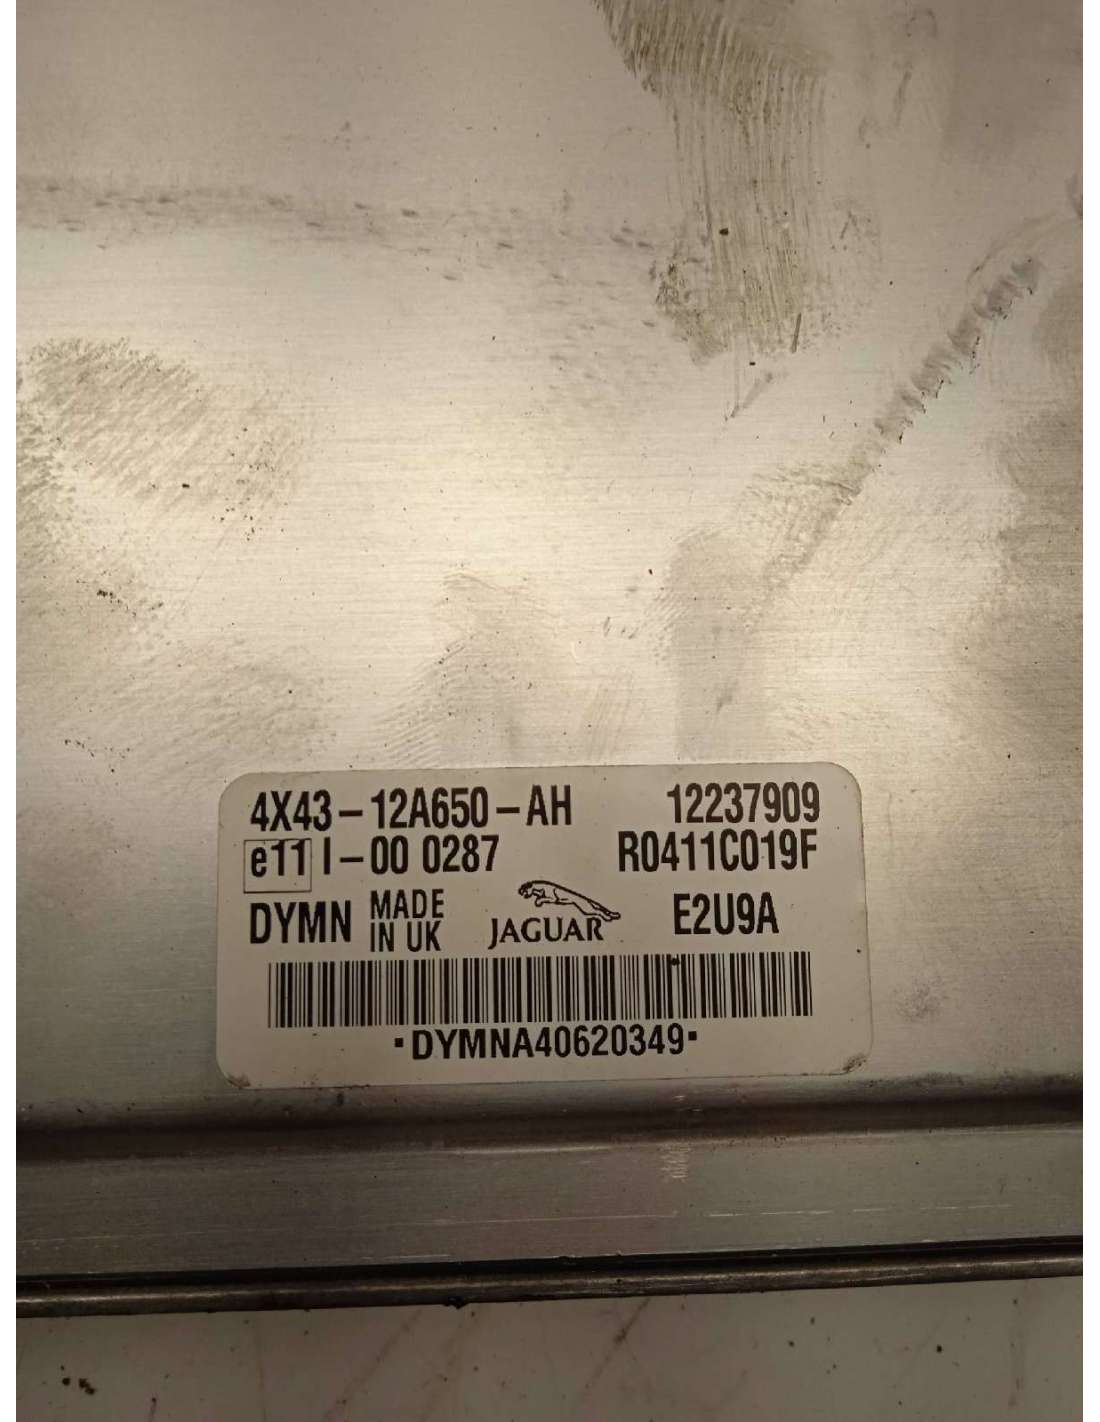 4X43-12A650-AH 12237909
e11 I-00 0287 R0411C019F
DYMN MADE IN UK JAGUAR E2U9A
·DYMNA40620349·